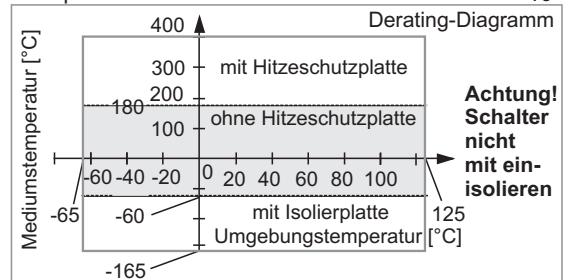 Derating-Diagramm
Mediumstemperatur [°C]
400
300
200
180
100
mit Hitzeschutzplatte
ohne Hitzeschutzplatte
-60 -40 -20 0 20 40 60 80 100
-65
-60
125
mit Isolierplatte
Umgebungstemperatur [°C]
-165
Achtung!
Schalter
nicht
mit ein-
isolieren